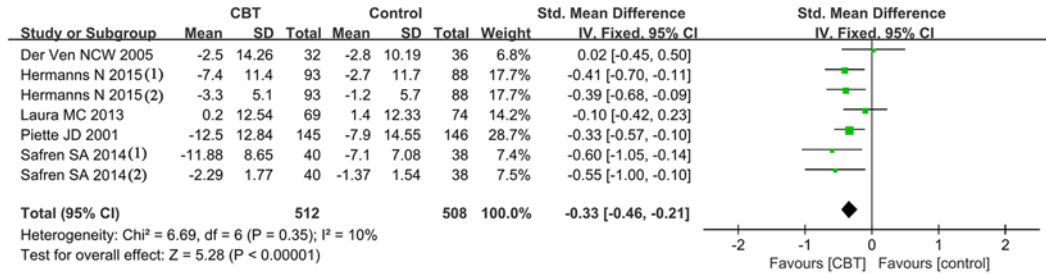 CBT Control Std. Mean Difference Std. Mean Difference
Study or Subgroup Mean SD Total Mean SD Total Weight IV. Fixed. 95% CI IV. Fixed. 95% CI
Der Ven NCW 2005 -2.5 14.26 32 -2.8 10.19 36 6.8% 0.02 [-0.45, 0.50]
Hermanns N 2015(1) -7.4 11.4 93 -2.7 11.7 88 17.7% -0.41 [-0.70, -0.11]
Hermanns N 2015(2) -3.3 5.1 93 -1.2 5.7 88 17.7% -0.39 [-0.68, -0.09]
Laura MC 2013 0.2 12.54 69 1.4 12.33 74 14.2% -0.10 [-0.42, 0.23]
Piette JD 2001 -12.5 12.84 145 -7.9 14.55 146 28.7% -0.33 [-0.57, -0.10]
Safren SA 2014(1) -11.88 8.65 40 -7.1 7.08 38 7.4% -0.60 [-1.05, -0.14]
Safren SA 2014(2) -2.29 1.77 40 -1.37 1.54 38 7.5% -0.55 [-1.00, -0.10]
Total (95% CI) 512 508 100.0% -0.33 [-0.46, -0.21]
Heterogeneity: Chi² = 6.69, df = 6 (P = 0.35); I² = 10%
Test for overall effect: Z = 5.28 (P < 0.00001)
-2 -1 0 1 2
Favours [CBT] Favours [control]